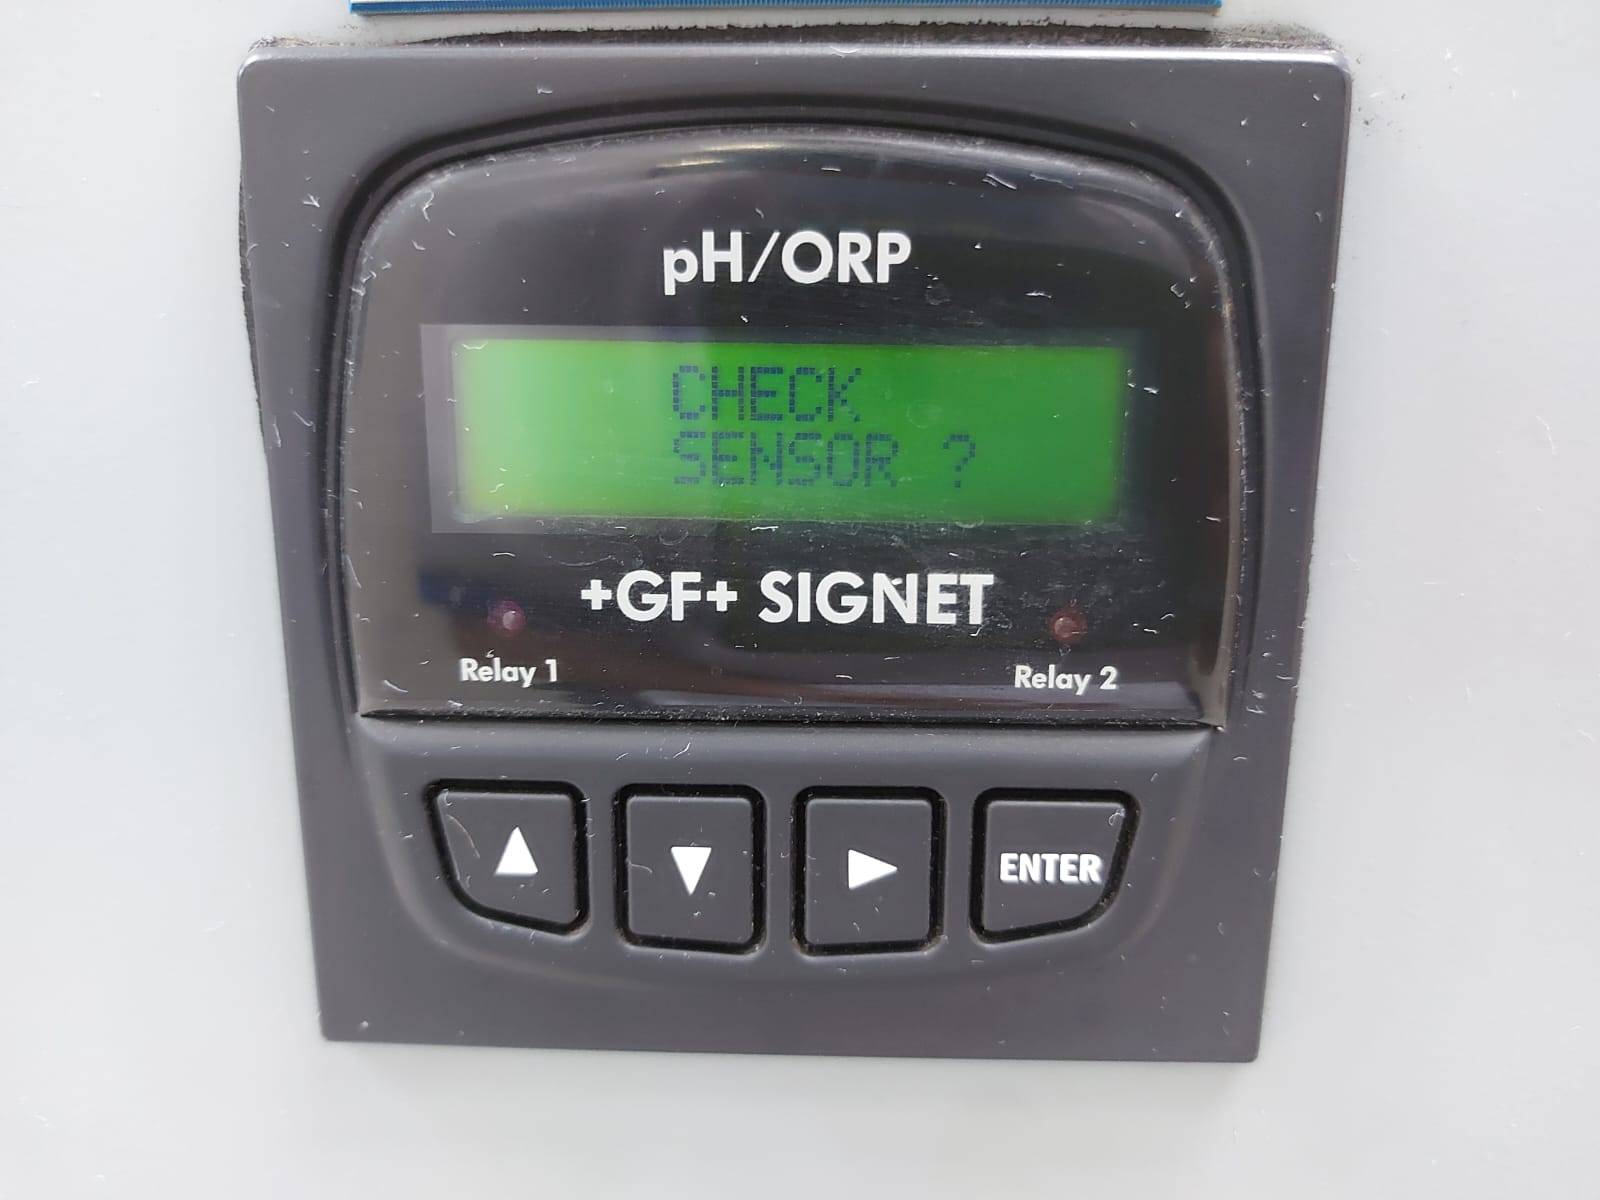 pH/ORP
CHECK
SENSOR ?
+GF+ SIGNET
Relay 1
Relay 2
ENTER